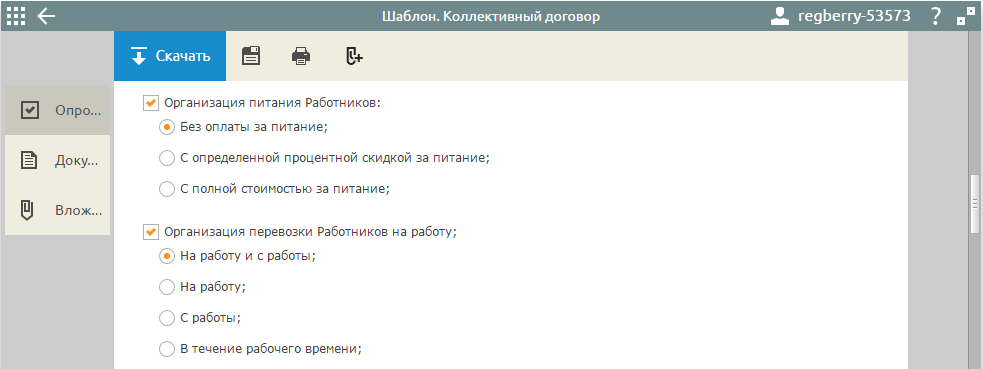 Шаблон. Коллективный договор
regberry-53573
?
Скачать
Опро...
Доку...
Влож...
Организация питания Работников:
Без оплаты за питание;
С определенной процентной скидкой за питание;
С полной стоимостью за питание;
Организация перевозки Работников на работу;
На работу и с работы;
На работу;
С работы;
В течение рабочего времени;